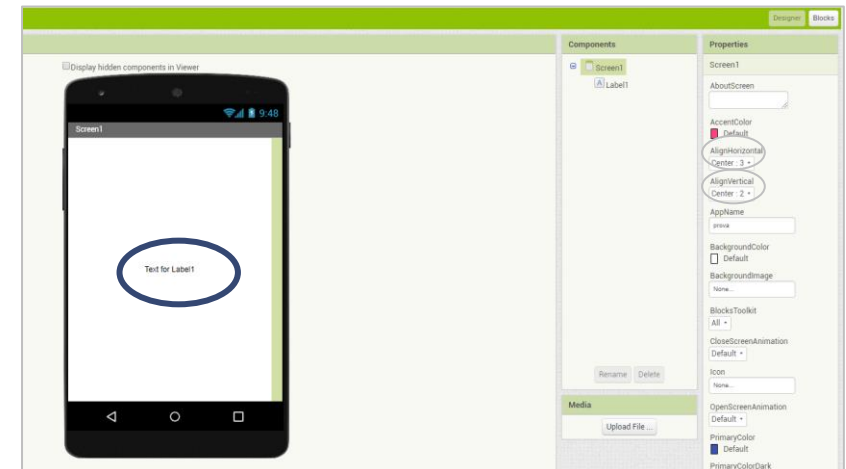 Designer Blocks
Components
Properties
Display hidden components in Viewer
Screen1
Label1
9:48
Screen1
Text for Label1
Rename Delete
Media
Upload File ...
Screen1
AboutScreen
AccentColor
Default
AlignHorizontal
Center : 3
AlignVertical
Center : 2
AppName
prova
BackgroundColor
Default
BackgroundImage
None...
BlocksToolkit
All
CloseScreenAnimation
Default
Icon
None...
OpenScreenAnimation
Default
PrimaryColor
Default
PrimaryColorDark